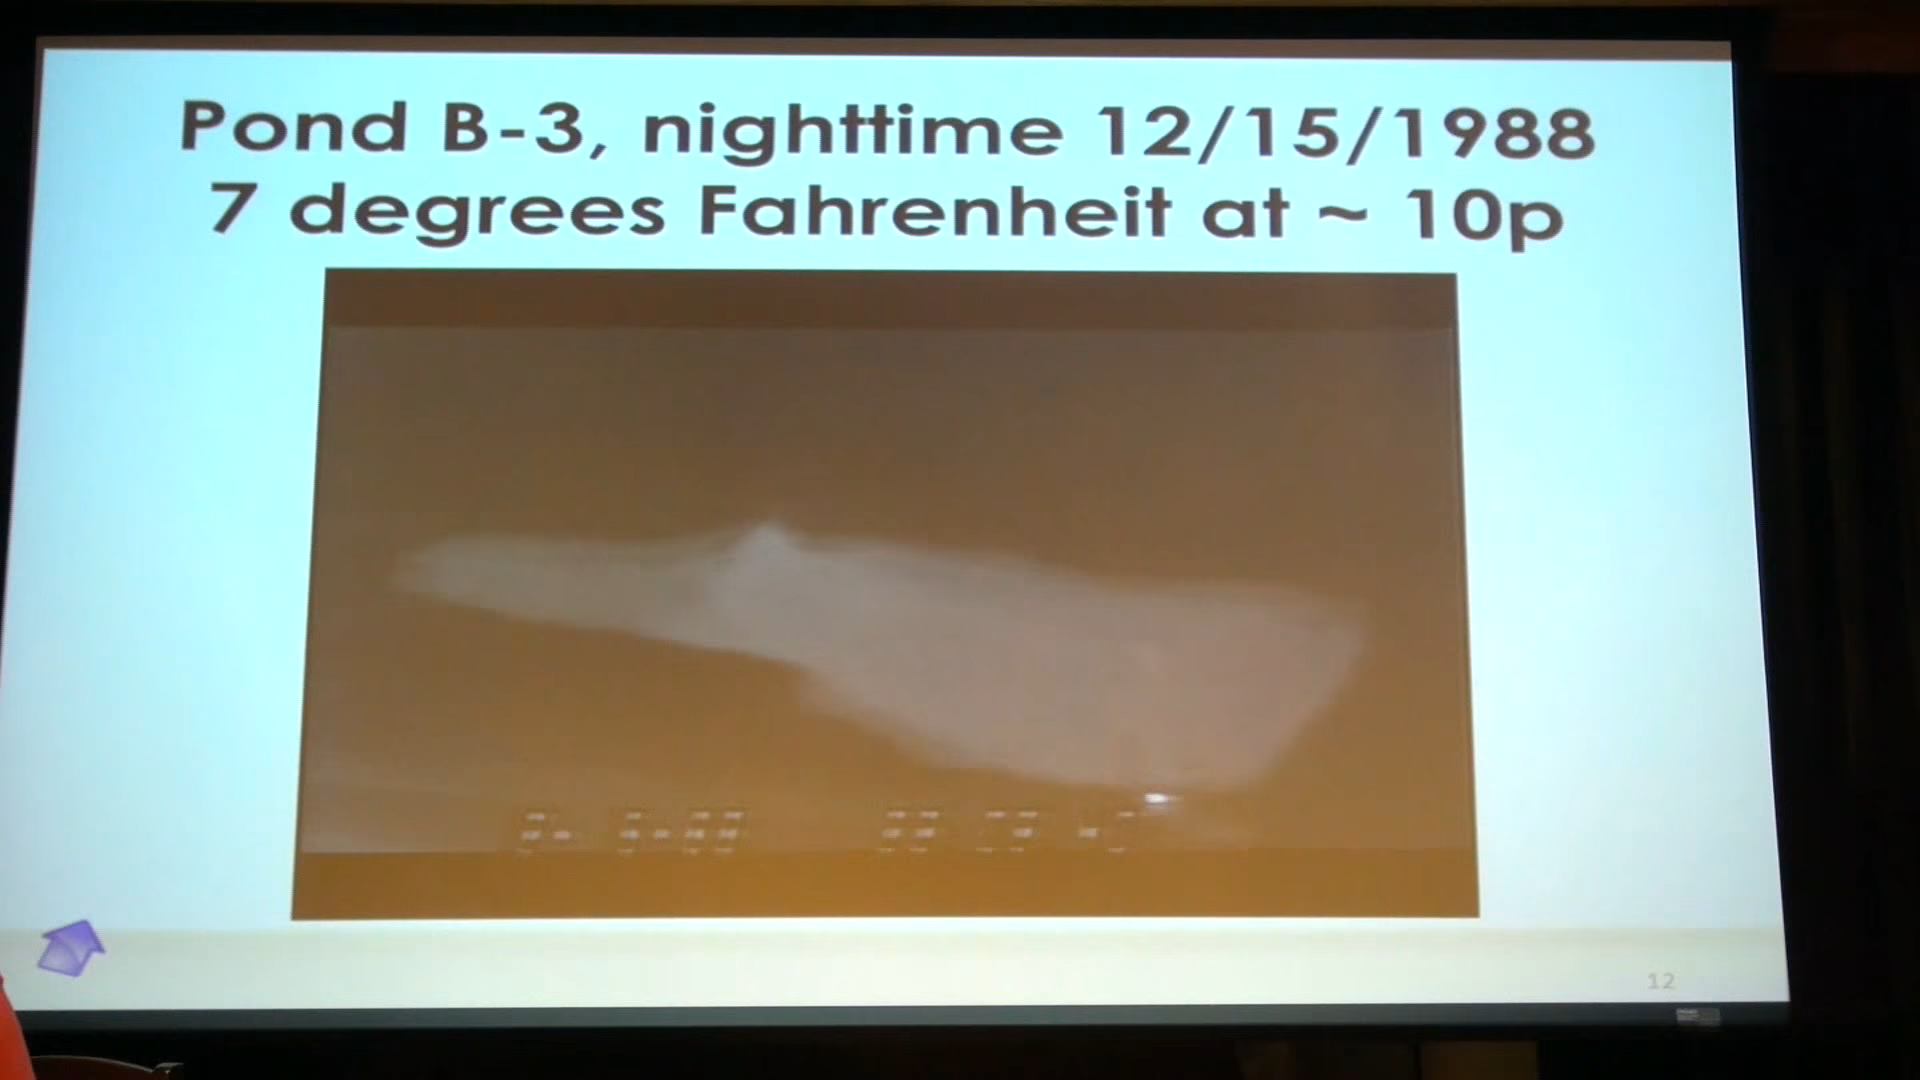 Pond B-3, nighttime 12/15/1988
7 degrees Fahrenheit at ~ 10p
12